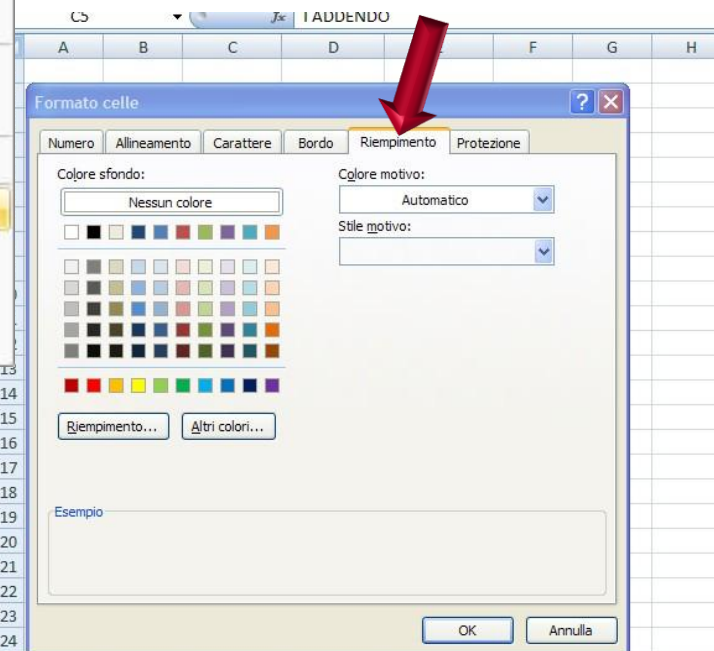 C5 fx I ADDENDO
A B C D F G H
Formato celle
Numero Allineamento Carattere Bordo Riempimento Protezione
Colore sfondo: Colore motivo:
Nessun colore Automatico
Stile motivo:
13
14
15
16
17
18
19
20
21
22
23
24
Riempimento... Altri colori...
Esempio
OK Annulla